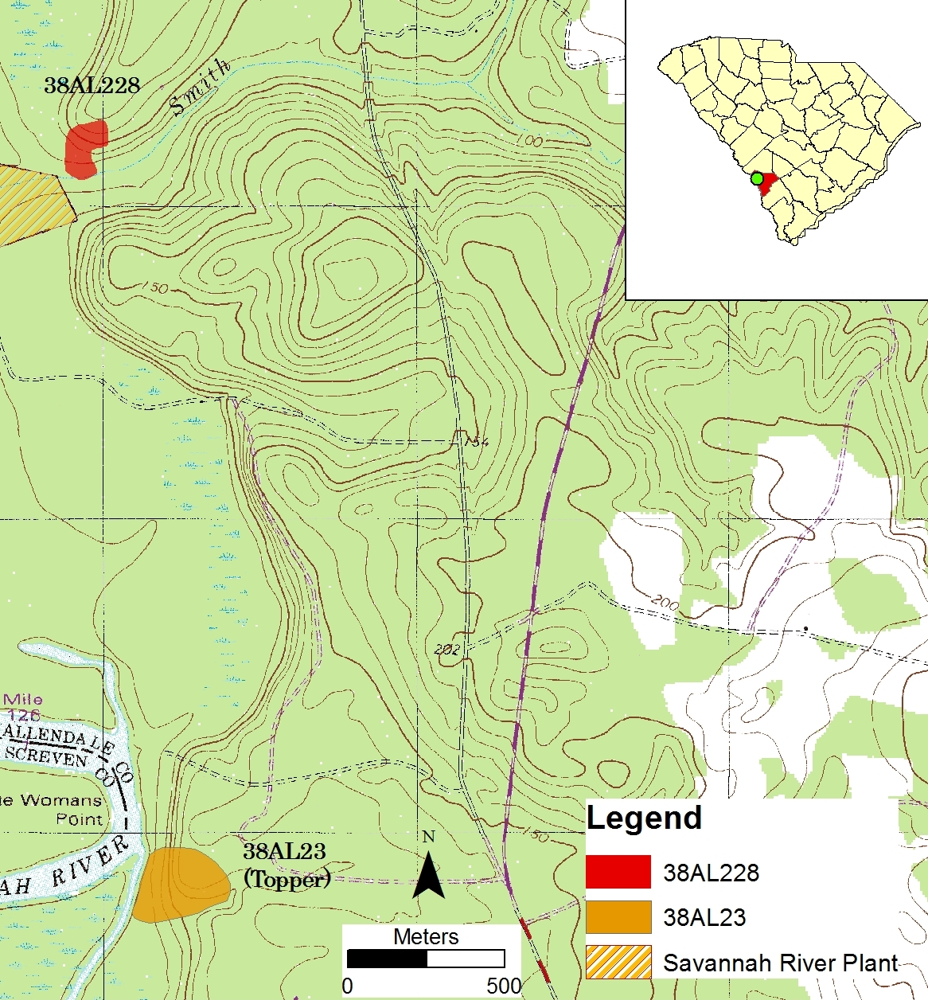 38AL228
Smith
100
150
154
200
202
Mile
126
ALLENDALE CO
SCREVEN CO
Womans
Point
RIVER
150
38AL23
(Topper)
N
Meters
0 500
Legend
38AL228
38AL23
Savannah River Plant